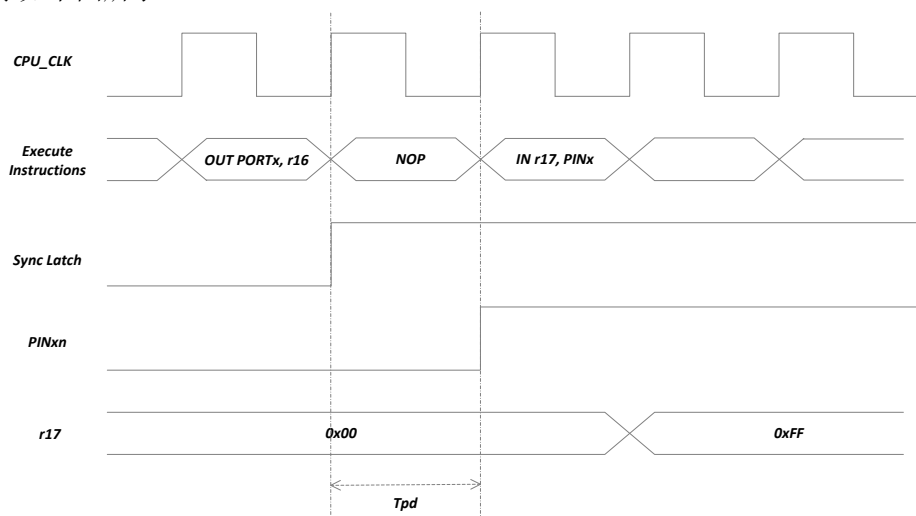 CPU_CLK
Execute
Instructions
OUT PORTx, r16
NOP
IN r17, PINx
Sync Latch
PINxn
r17
0x00
0xFF
Tpd